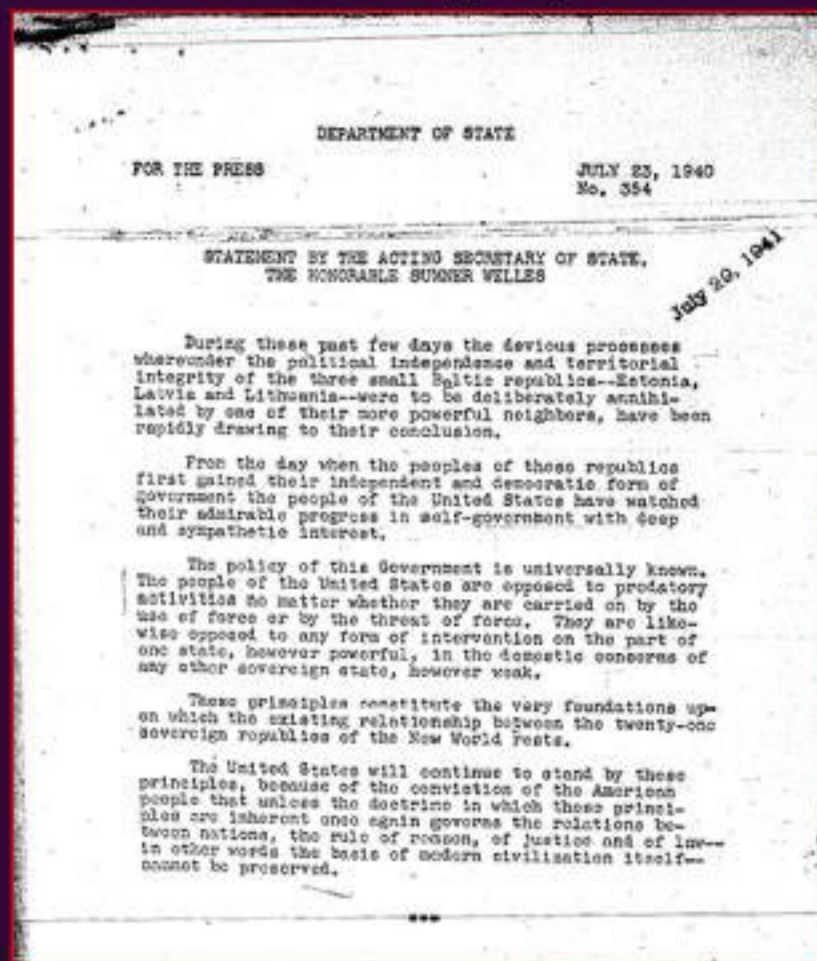 DEPARTMENT OF STATE
FOR THE PRESS
JULY 23, 1940
No. 354
STATEMENT BY THE ACTING SECRETARY OF STATE,
THE HONORABLE SUMNER WELLES
July 29, 1941
During these past few days the devious processes
whereunder the political independence and territorial
integrity of the three small Baltic republics--Estonia,
Latvia and Lithuania--were to be deliberately annihi-
lated by one of their more powerful neighbors, have been
rapidly drawing to their conclusion.
From the day when the peoples of these republics
first gained their independent and democratic form of
government the people of the United States have watched
their admirable progress in self-government with deep
and sympathetic interest.
The policy of this Government is universally known.
The people of the United States are opposed to predatory
activities no matter whether they are carried on by the
use of force or by the threat of force. They are like-
wise opposed to any form of intervention on the part of
one state, however powerful, in the domestic concerns of
any other sovereign state, however weak.
These principles constitute the very foundations up-
on which the existing relationship between the twenty-one
sovereign republics of the New World rests.
The United States will continue to stand by these
principles, because of the conviction of the American
people that unless the doctrine in which these princi-
ples are inherent once again governs the relations be-
tween nations, the rule of reason, of justice and of law--
in other words the basis of modern civilization itself--
cannot be preserved.
***